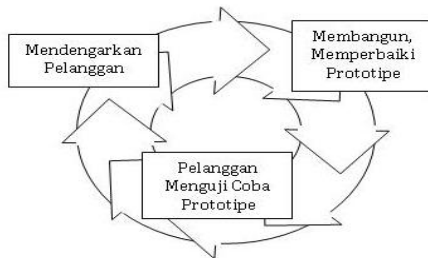 Mendengarkan
Pelanggan
Membangun,
Memperbaiki
Prototipe
Pelanggan
Menguji Coba
Prototipe